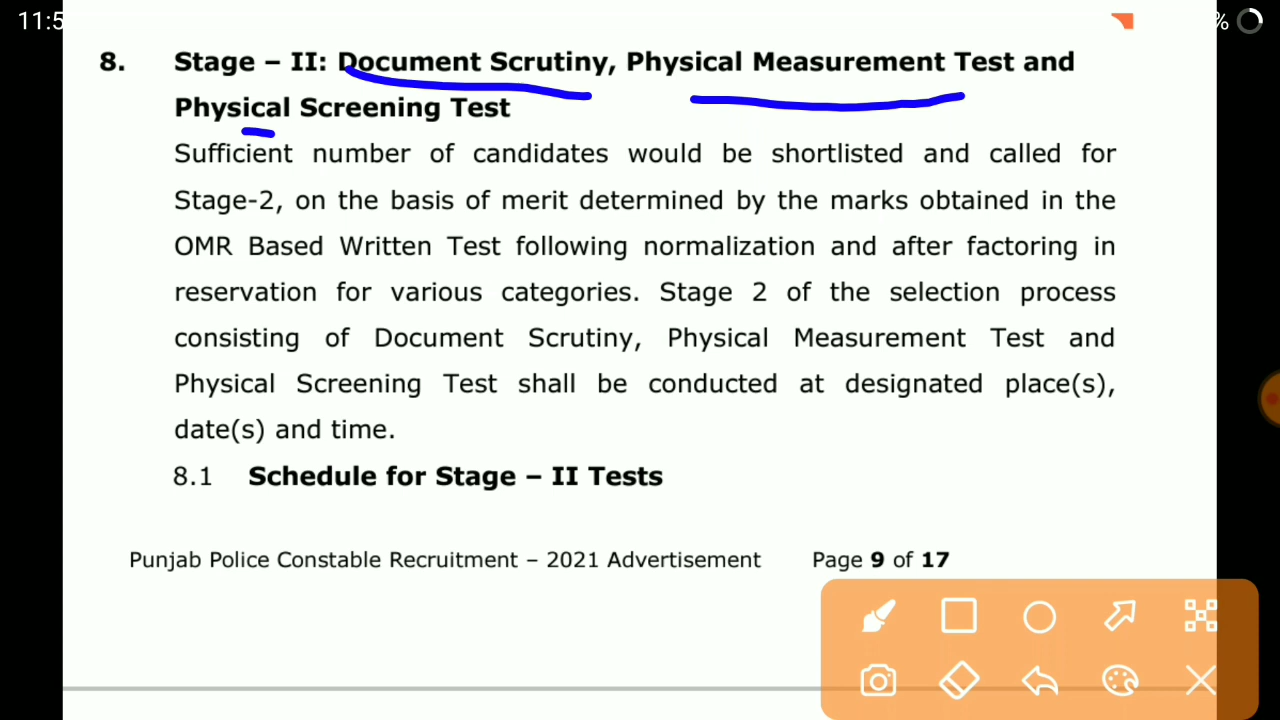 11:5
%
8. Stage – II: Document Scrutiny, Physical Measurement Test and
Physical Screening Test
Sufficient number of candidates would be shortlisted and called for
Stage-2, on the basis of merit determined by the marks obtained in the
OMR Based Written Test following normalization and after factoring in
reservation for various categories. Stage 2 of the selection process
consisting of Document Scrutiny, Physical Measurement Test and
Physical Screening Test shall be conducted at designated place(s),
date(s) and time.
8.1 Schedule for Stage – II Tests
Punjab Police Constable Recruitment – 2021 Advertisement Page 9 of 17